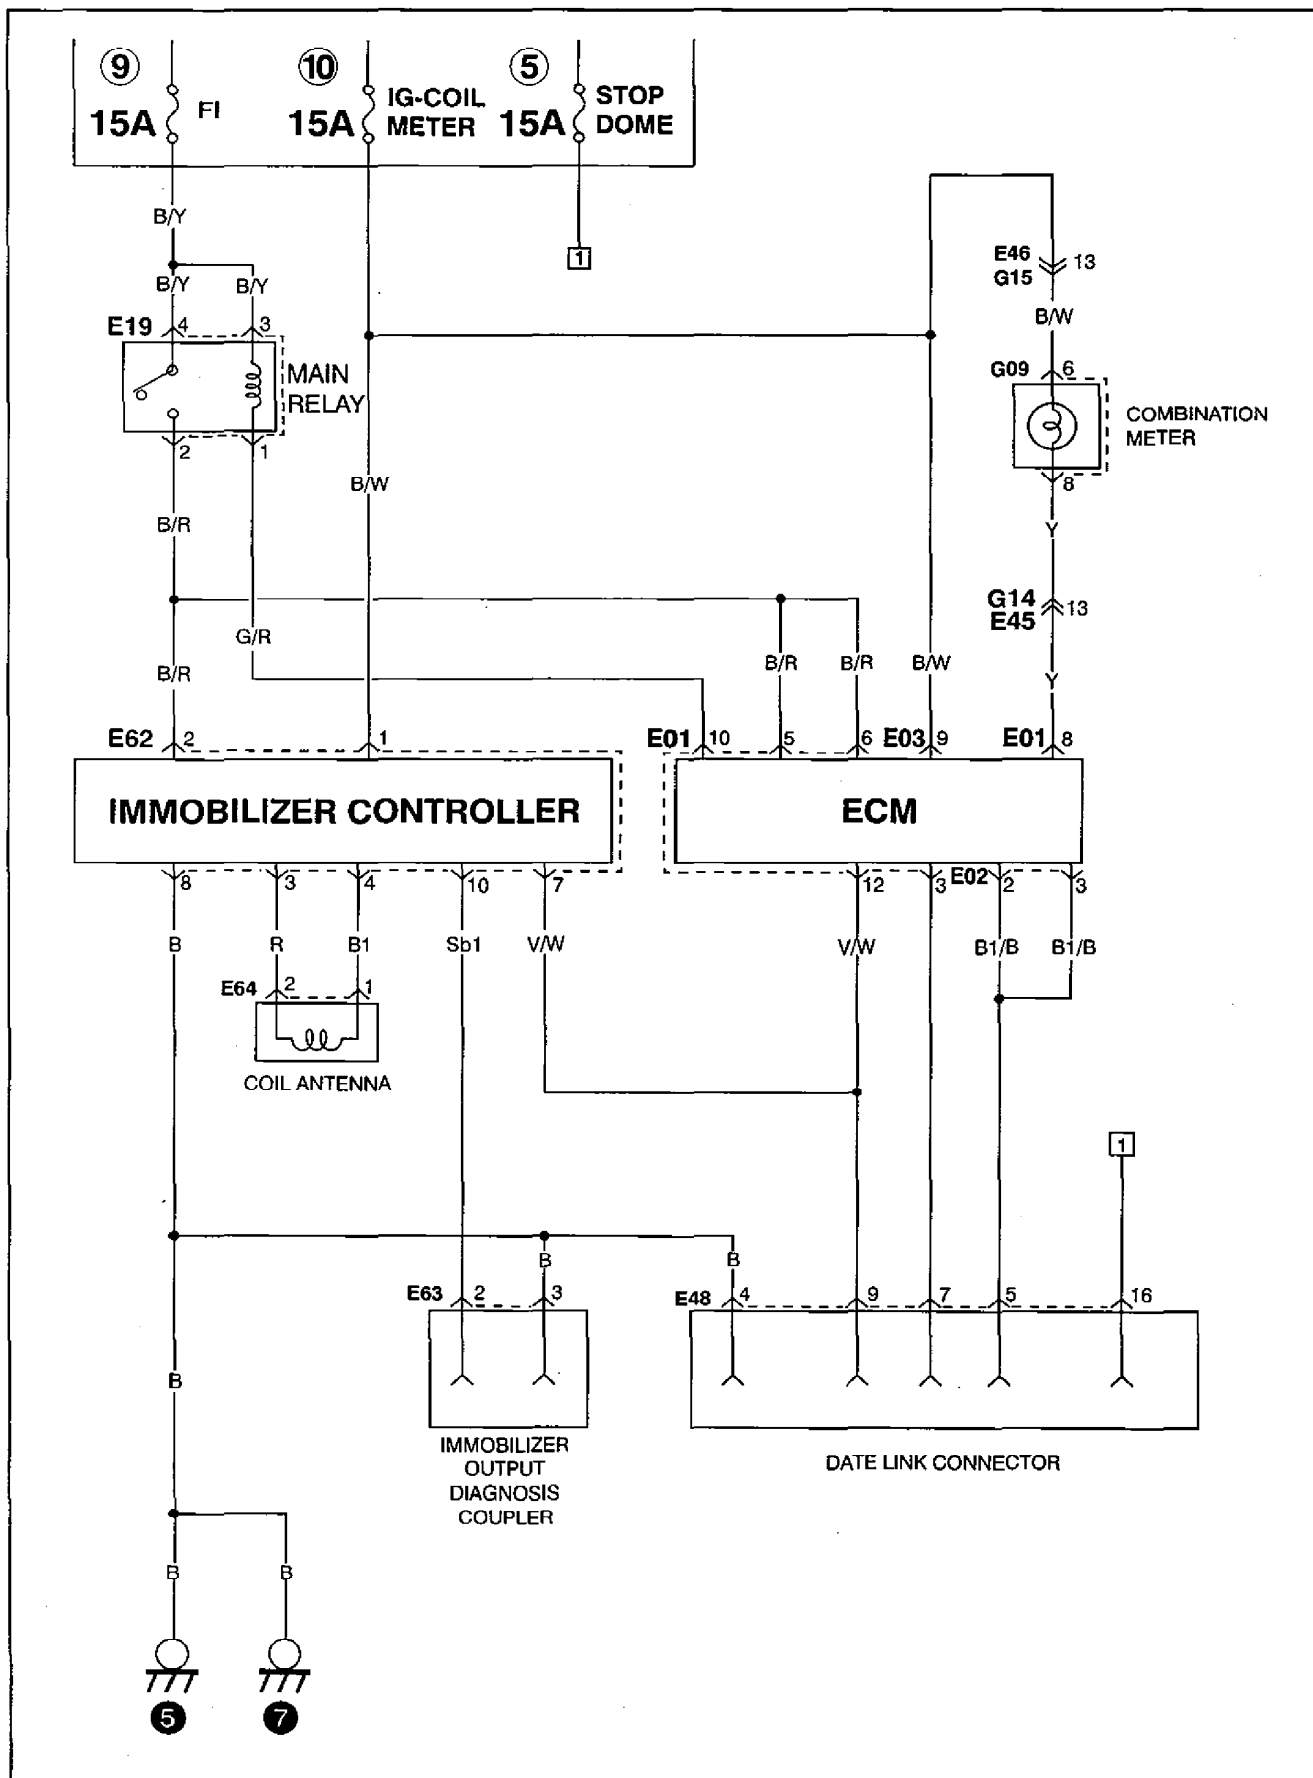 9 10 5
15A FI 15A IG-COIL METER 15A STOP DOME
B/Y
1
E46
G15 13
B/Y B/Y
B/W
E19 4 3
G09 6
MAIN
RELAY
COMBINATION
METER
2 1
8
B/W
B/R
Y
G14
E45 13
G/R
B/R B/R B/R B/W
Y
E62 2 1 E01 10 5 6 E03 9 E01 8
IMMOBILIZER CONTROLLER ECM
8 3 4 10 7 12 3 E02 2 3
B R B1 Sb1 V/W V/W B1/B B1/B
E64 2 1
COIL ANTENNA
1
B B
E63 2 3 E48 4 9 7 5 16
B
IMMOBILIZER
OUTPUT
DIAGNOSIS
COUPLER
DATE LINK CONNECTOR
B B
5 7